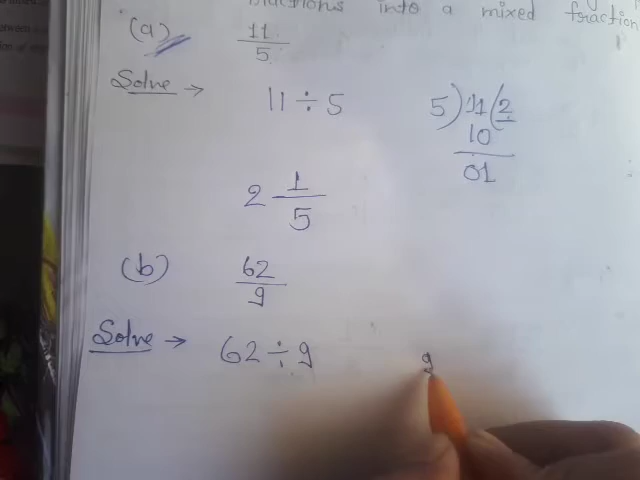 into a mixed fraction
(a) 11/5
Solve → 11 ÷ 5 5)11(2
10
01
2 1/5
(b) 62/9
Solve → 62 ÷ 9 9